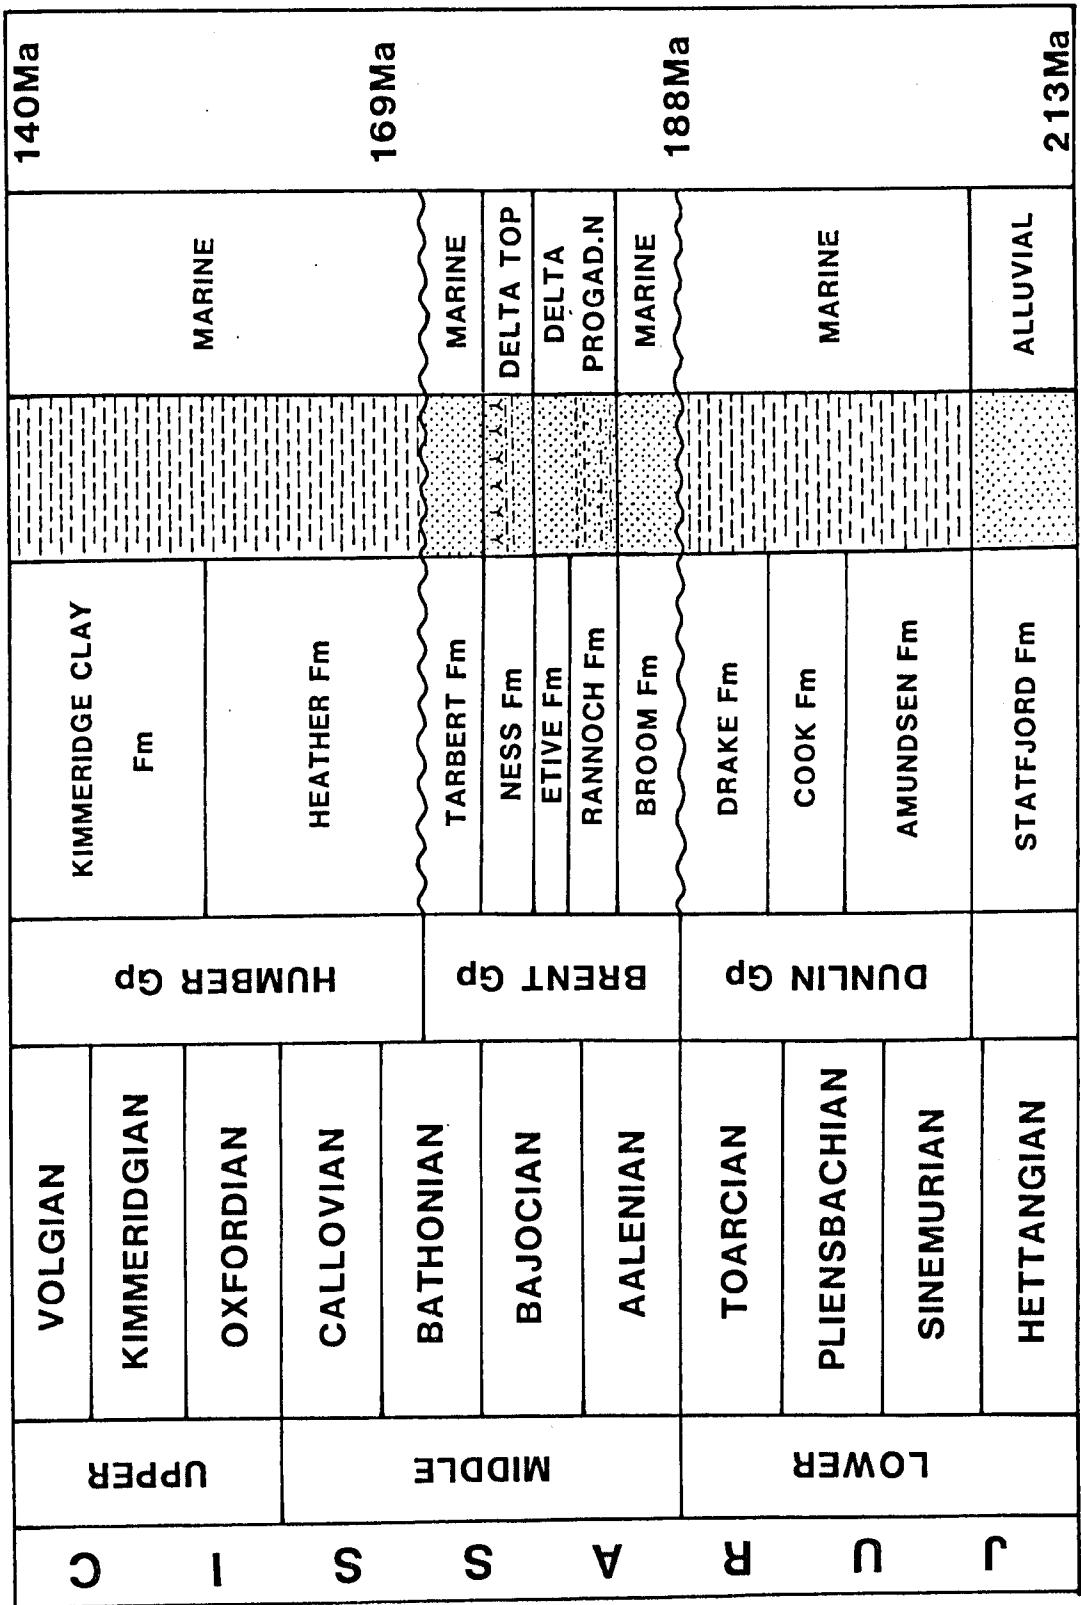 JURASSIC
UPPER
MIDDLE
LOWER
VOLGIAN
KIMMERIDGIAN
OXFORDIAN
CALLOVIAN
BATHONIAN
BAJOCIAN
AALENIAN
TOARCIAN
PLIENSBACHIAN
SINEMURIAN
HETTANGIAN
HUMBER Gp
BRENT Gp
DUNLIN Gp
KIMMERIDGE CLAY
Fm
HEATHER Fm
TARBERT Fm
NESS Fm
ETIVE Fm
RANNOCH Fm
BROOM Fm
DRAKE Fm
COOK Fm
AMUNDSEN Fm
STATFJORD Fm
MARINE
MARINE
DELTA TOP
DELTA
PROGAD.N
MARINE
MARINE
ALLUVIAL
140Ma
169Ma
188Ma
213Ma